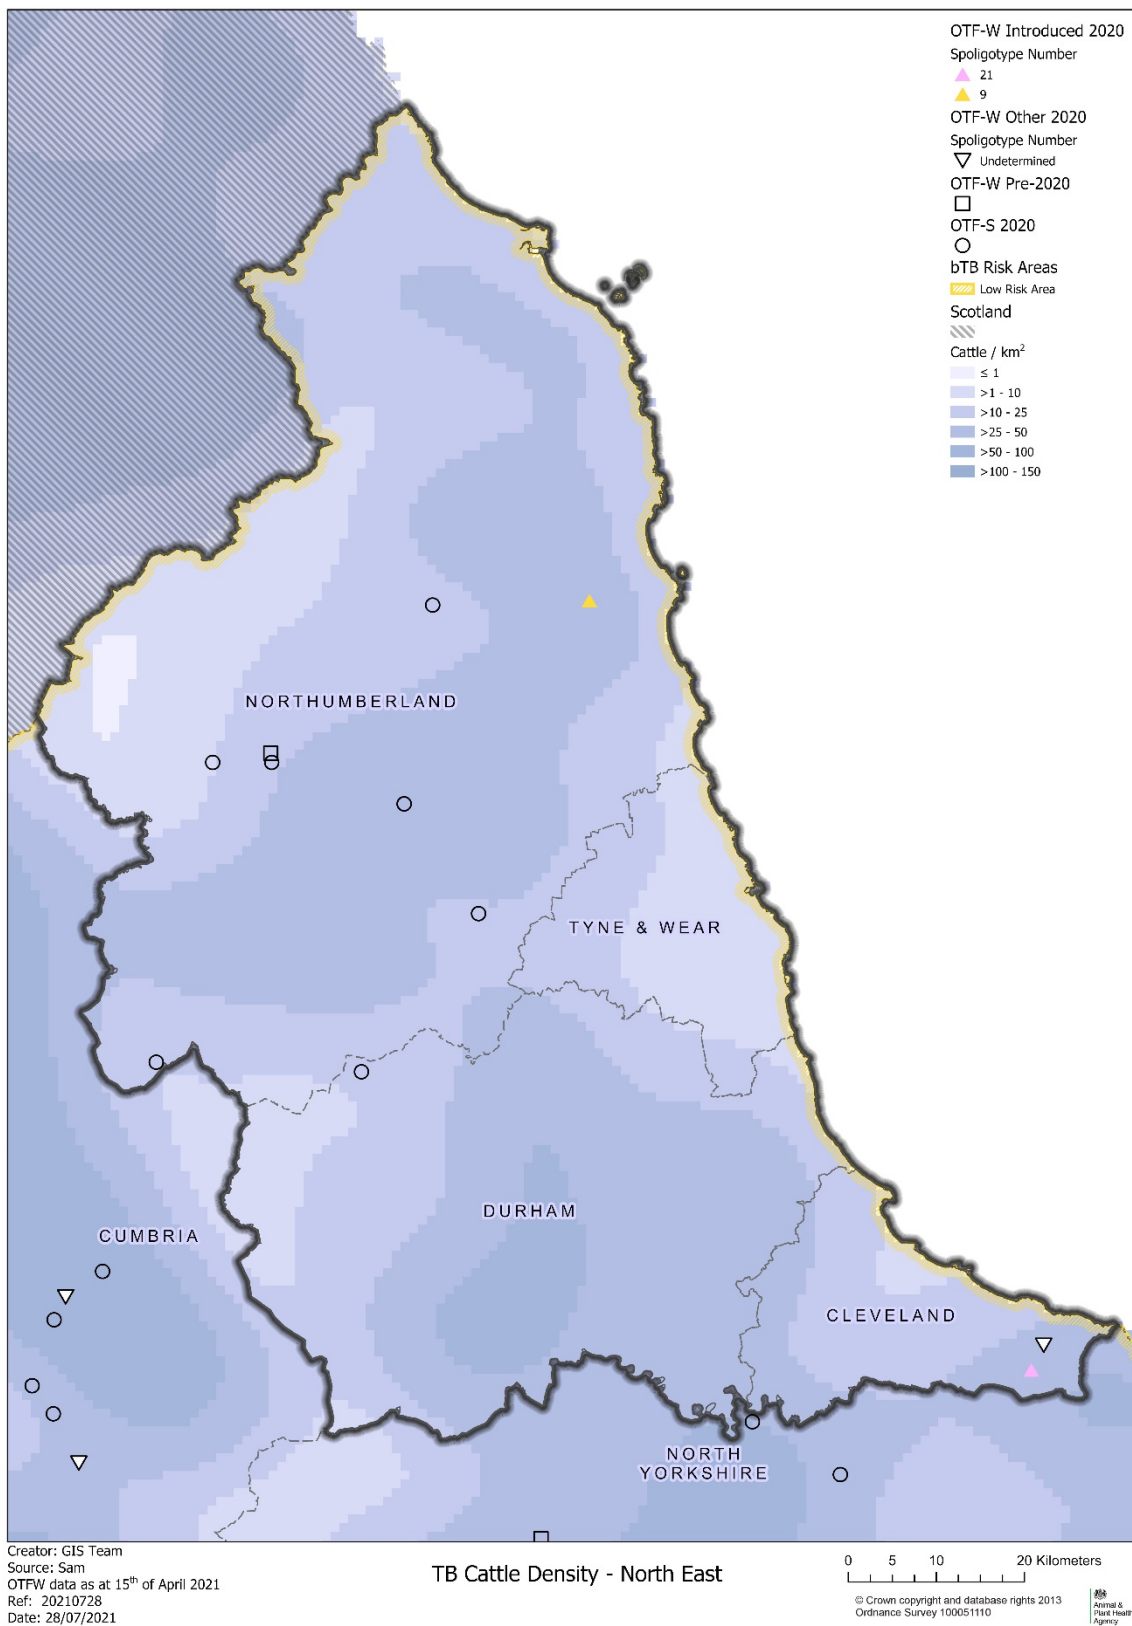 OTF-W Introduced 2020
Spoligotype Number
21
9
OTF-W Other 2020
Spoligotype Number
Undetermined
OTF-W Pre-2020
OTF-S 2020
bTB Risk Areas
Low Risk Area
Scotland
Cattle / km²
≤ 1
>1 - 10
>10 - 25
>25 - 50
>50 - 100
>100 - 150
NORTHUMBERLAND
TYNE & WEAR
DURHAM
CUMBRIA
CLEVELAND
NORTH
YORKSHIRE
Creator: GIS Team
Source: Sam
OTFW data as at 15th of April 2021
Ref: 20210728
Date: 28/07/2021
TB Cattle Density - North East
0 5 10 20 Kilometers
© Crown copyright and database rights 2013
Ordnance Survey 100051110
Animal &
Plant Health
Agency